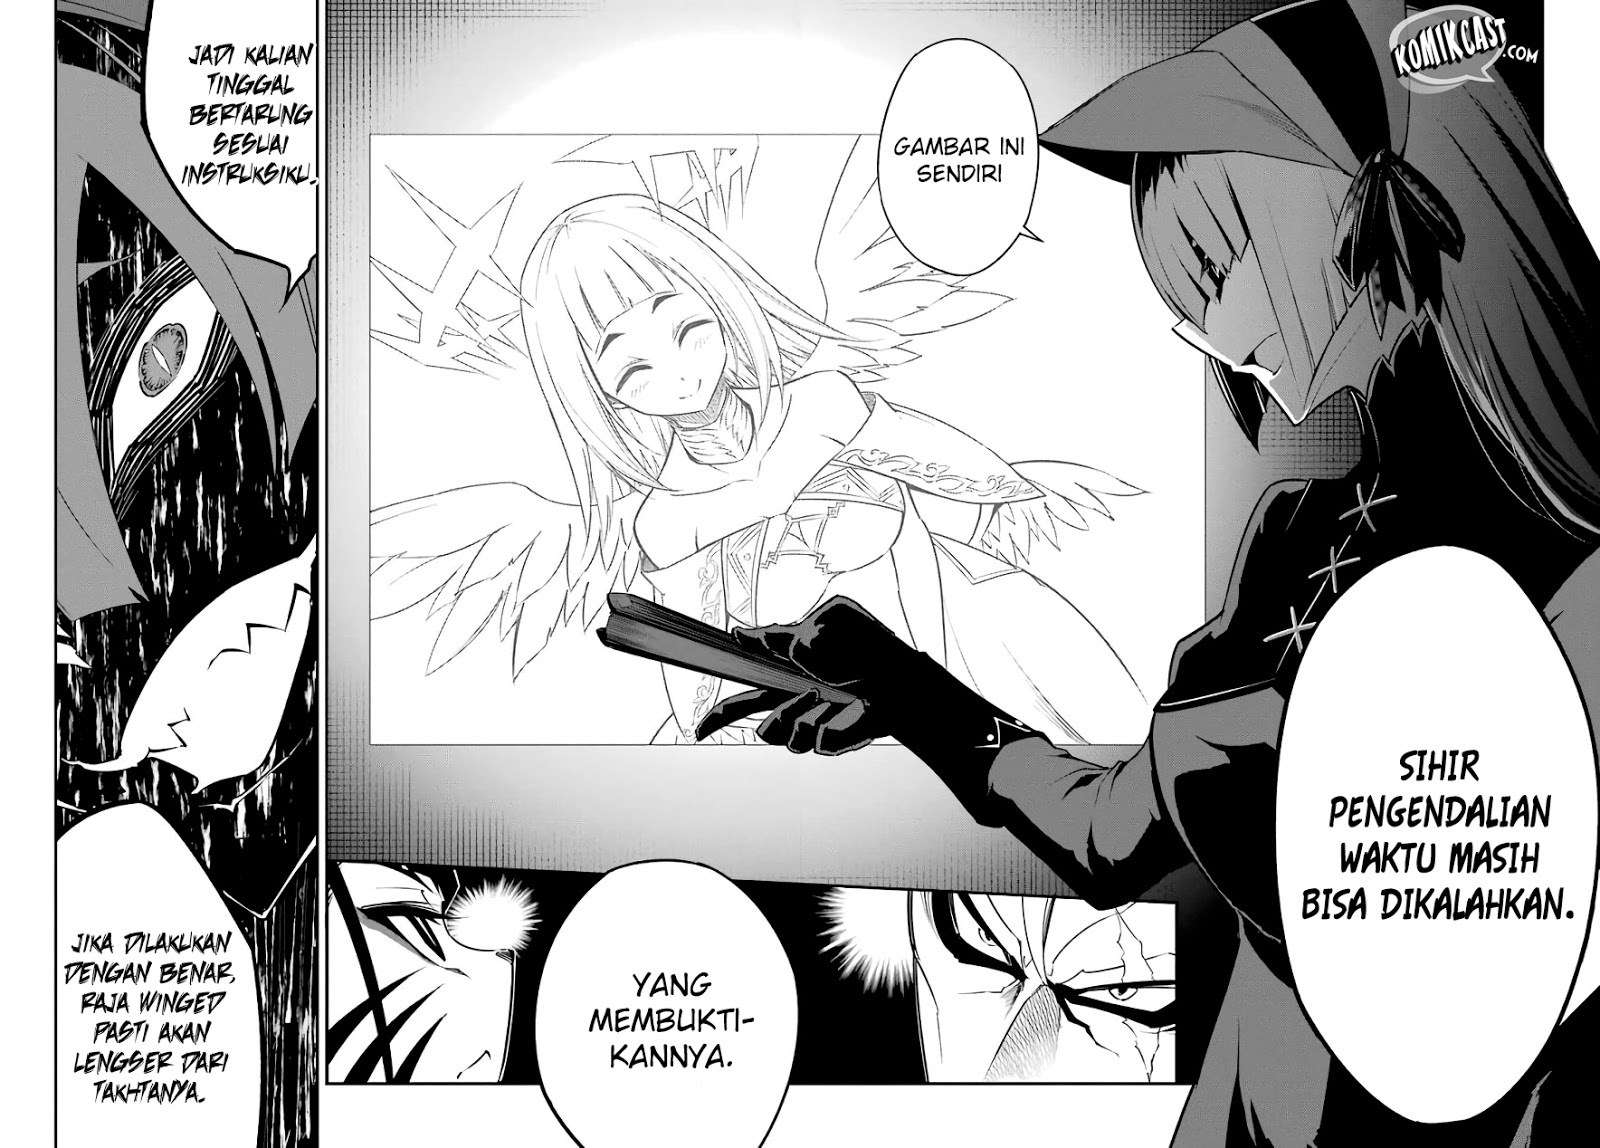 KOMIKCAST
.COM
SIHIR
PENGENDALIAN
WAKTU MASIH
BISA DIKALAHKAN.
GAMBAR INI
SENDIRI
YANG
MEMBUKTI-
KANNYA.
JADI KALIAN
TINGGAL
BERTARUNG
SESUAI
INSTRUKSIKU.
JIKA DILAKUKAN
DENGAN BENAR,
RAJA WINGED
PASTI AKAN
LENGSER DARI
TAKHTANYA.